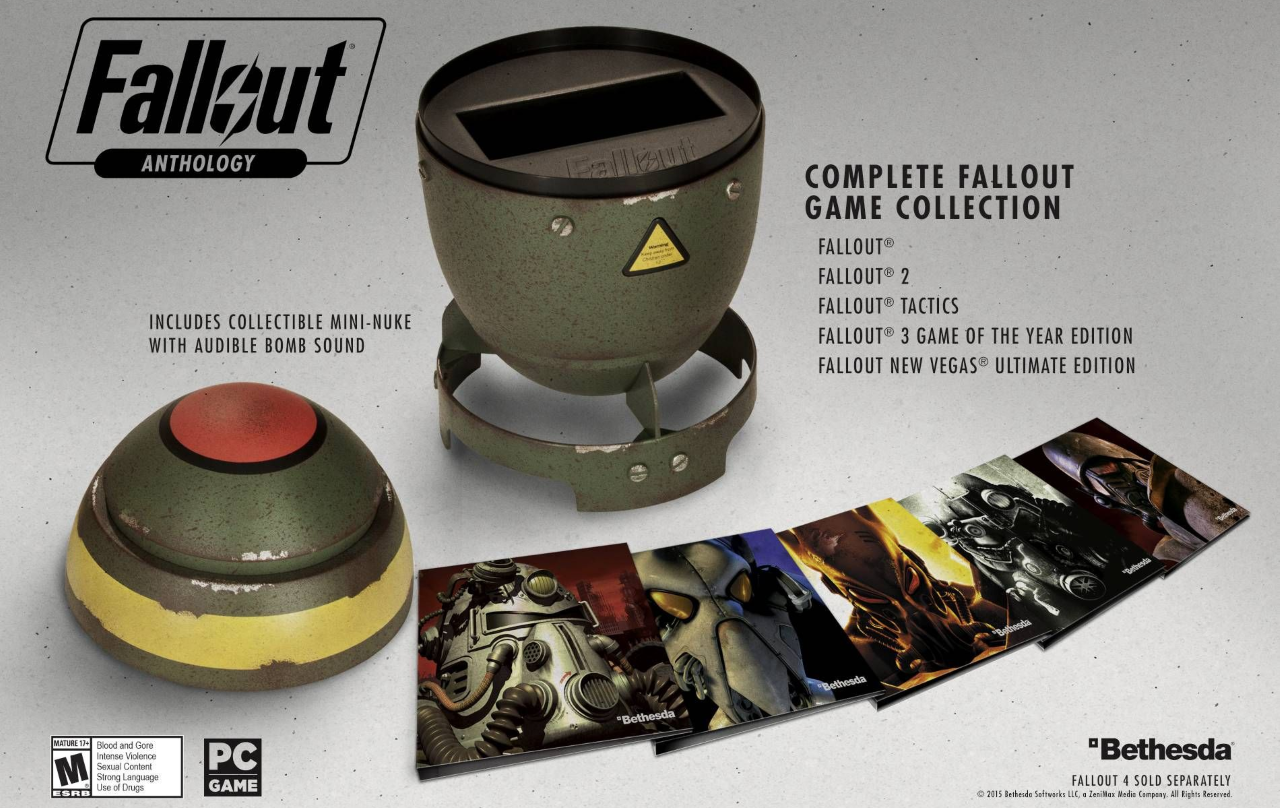 Fallout®
ANTHOLOGY
Fallout
Warning!
COMPLETE FALLOUT
GAME COLLECTION
FALLOUT®
FALLOUT® 2
FALLOUT® TACTICS
FALLOUT® 3 GAME OF THE YEAR EDITION
FALLOUT NEW VEGAS® ULTIMATE EDITION
INCLUDES COLLECTIBLE MINI-NUKE
WITH AUDIBLE BOMB SOUND
Bethesda
Bethesda
Bethesda
Bethesda
Bethesda
MATURE 17+
M
ESRB
Blood and Gore
Intense Violence
Sexual Content
Strong Language
Use of Drugs
PC
GAME
Bethesda
FALLOUT 4 SOLD SEPARATELY
© 2015 Bethesda Softworks LLC, a ZeniMax Media Company. All Rights Reserved.